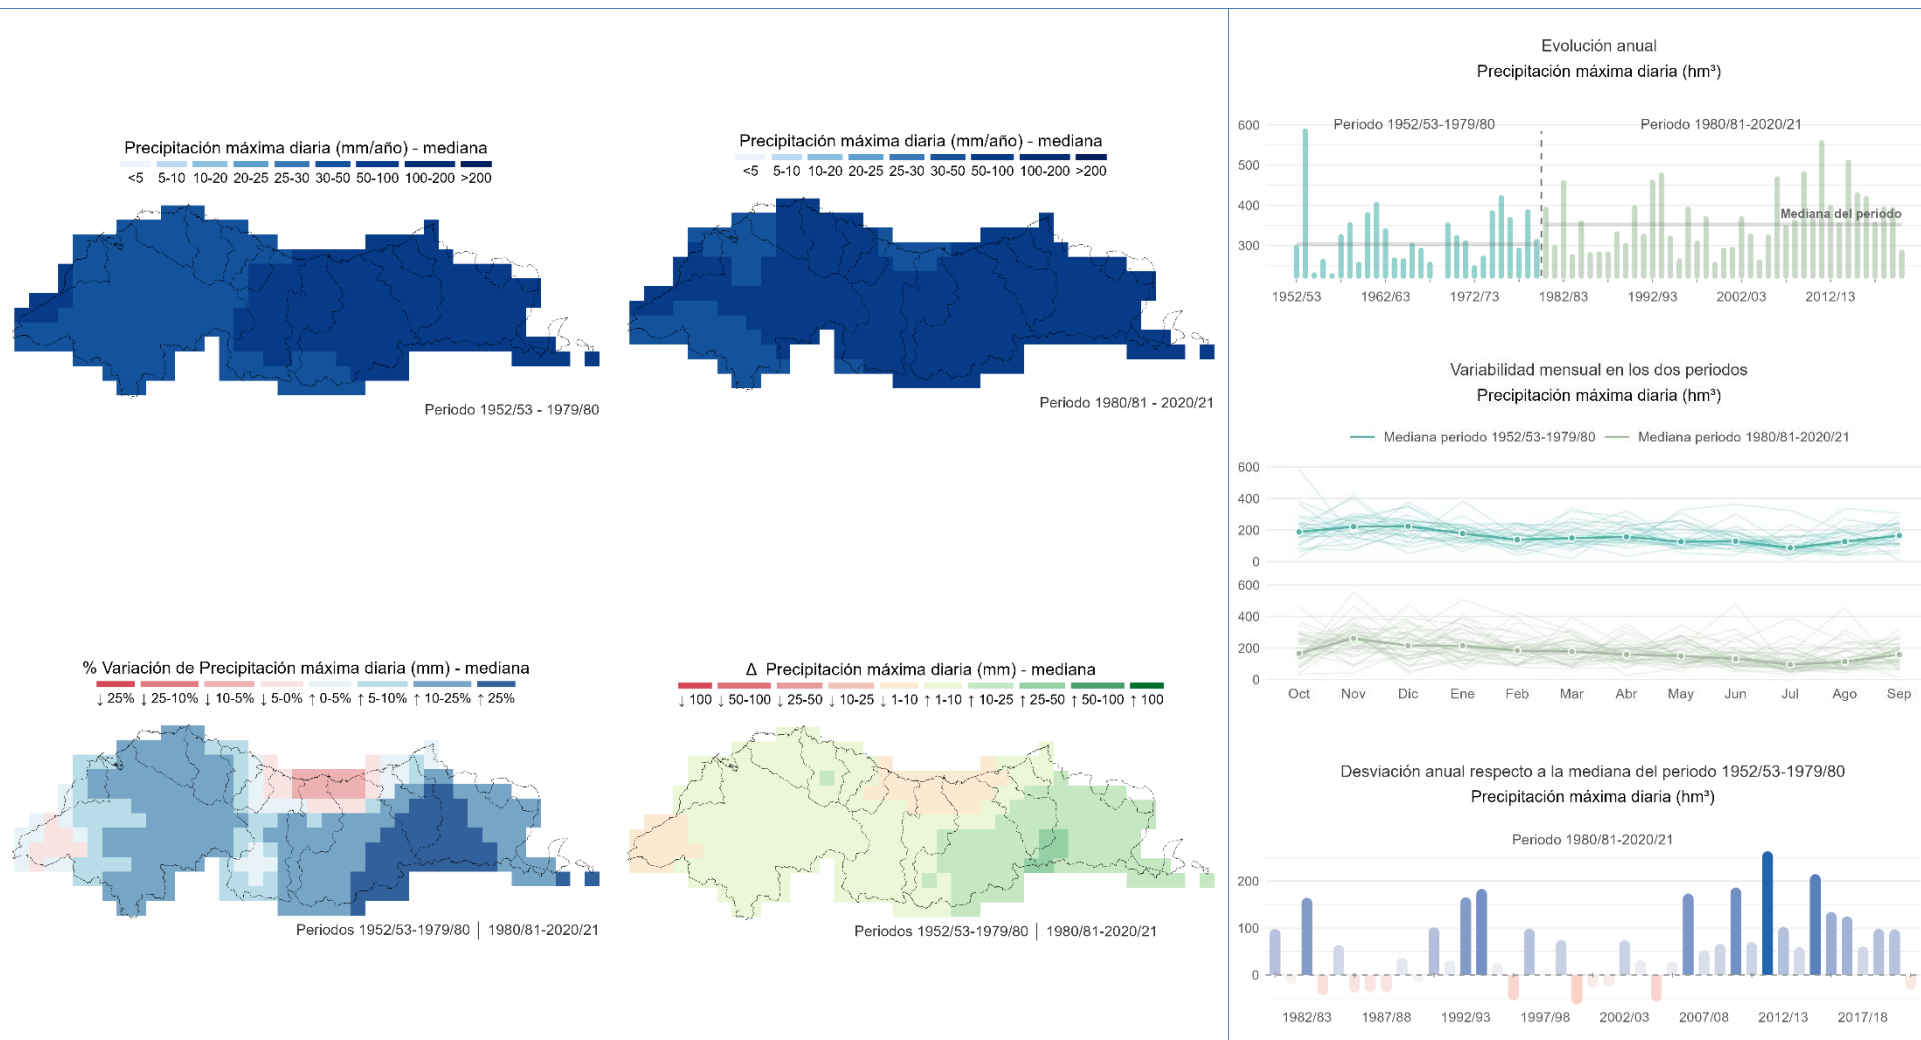 Precipitación máxima diaria (mm/año) - mediana
<5 5-10 10-20 20-25 25-30 30-50 50-100 100-200 >200
Periodo 1952/53 - 1979/80
Precipitación máxima diaria (mm/año) - mediana
<5 5-10 10-20 20-25 25-30 30-50 50-100 100-200 >200
Periodo 1980/81 - 2020/21
% Variación de Precipitación máxima diaria (mm) - mediana
↓ 25% ↓ 25-10% ↓ 10-5% ↓ 5-0% ↑ 0-5% ↑ 5-10% ↑ 10-25% ↑ 25%
Periodos 1952/53-1979/80 | 1980/81-2020/21
Δ Precipitación máxima diaria (mm) - mediana
↓ 100 ↓ 50-100 ↓ 25-50 ↓ 10-25 ↓ 1-10 ↑ 1-10 ↑ 10-25 ↑ 25-50 ↑ 50-100 ↑ 100
Periodos 1952/53-1979/80 | 1980/81-2020/21
Evolución anual
Precipitación máxima diaria (hm³)
Periodo 1952/53-1979/80 Periodo 1980/81-2020/21
600
500
400
300
Mediana del periodo
1952/53 1962/63 1972/73 1982/83 1992/93 2002/03 2012/13
Variabilidad mensual en los dos periodos
Precipitación máxima diaria (hm³)
Mediana periodo 1952/53-1979/80 Mediana periodo 1980/81-2020/21
600
400
200
0
600
400
200
0
Oct Nov Dic Ene Feb Mar Abr May Jun Jul Ago Sep
Desviación anual respecto a la mediana del periodo 1952/53-1979/80
Precipitación máxima diaria (hm³)
Periodo 1980/81-2020/21
200
100
0
1982/83 1987/88 1992/93 1997/98 2002/03 2007/08 2012/13 2017/18